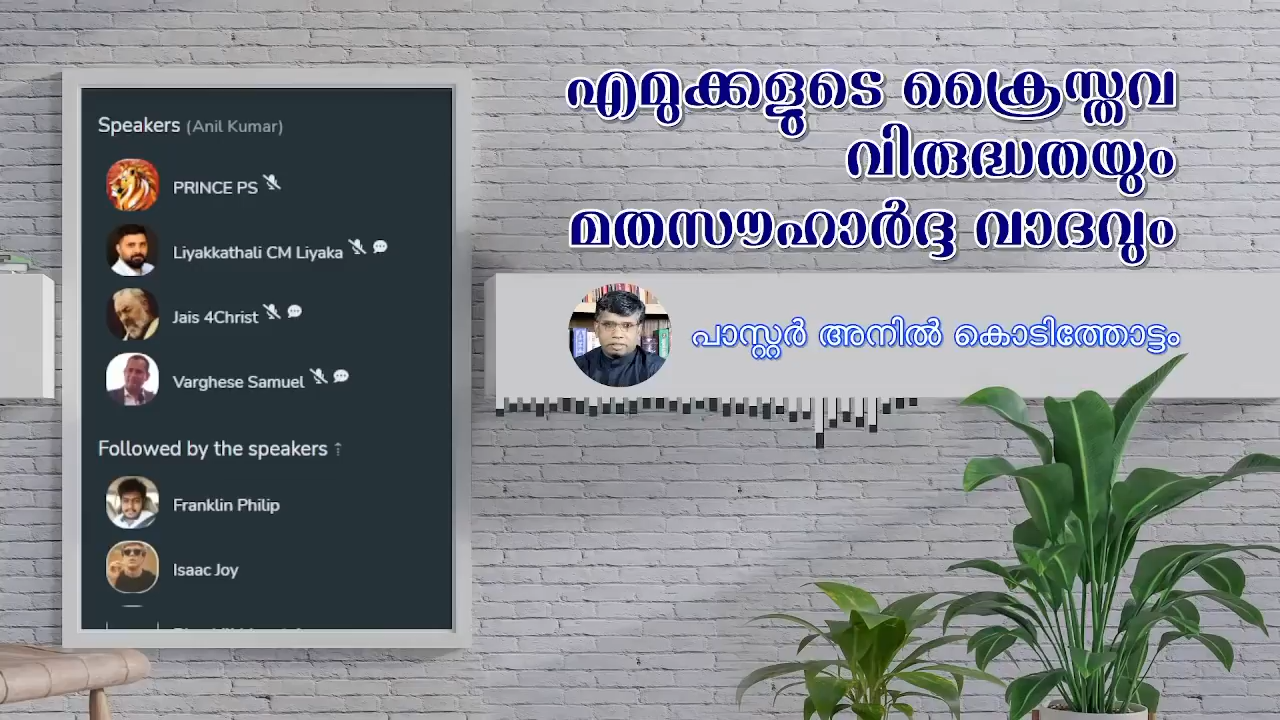 Speakers (Anil Kumar)
PRINCE PS
Liyakkathali CM Liyaka
Jais 4Christ
Varghese Samuel
Followed by the speakers ↑
Franklin Philip
Isaac Joy
എമുക്കളുടെ ക്രൈസ്തവ
വിരുദ്ധതയും
മതസൗഹാർദ്ദ വാദവും
പാസ്റ്റർ അനിൽ കൊടിത്തോട്ടം